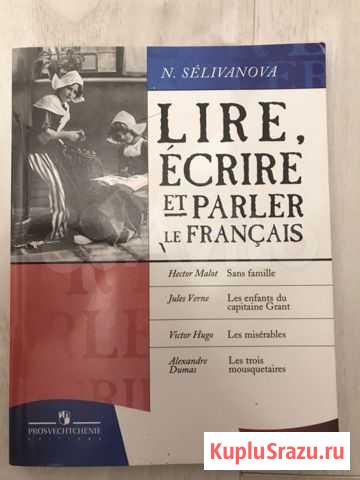 N. SÉLIVANOVA
LIRE,
ÉCRIRE
ET PARLER
LE FRANÇAIS
Hector Malot Sans famille
Jules Verne Les enfants du
capitaine Grant
Victor Hugo Les misérables
Alexandre Les trois
Dumas mousquetaires
PROSVECHTCHENIE
KupluSrazu.ru